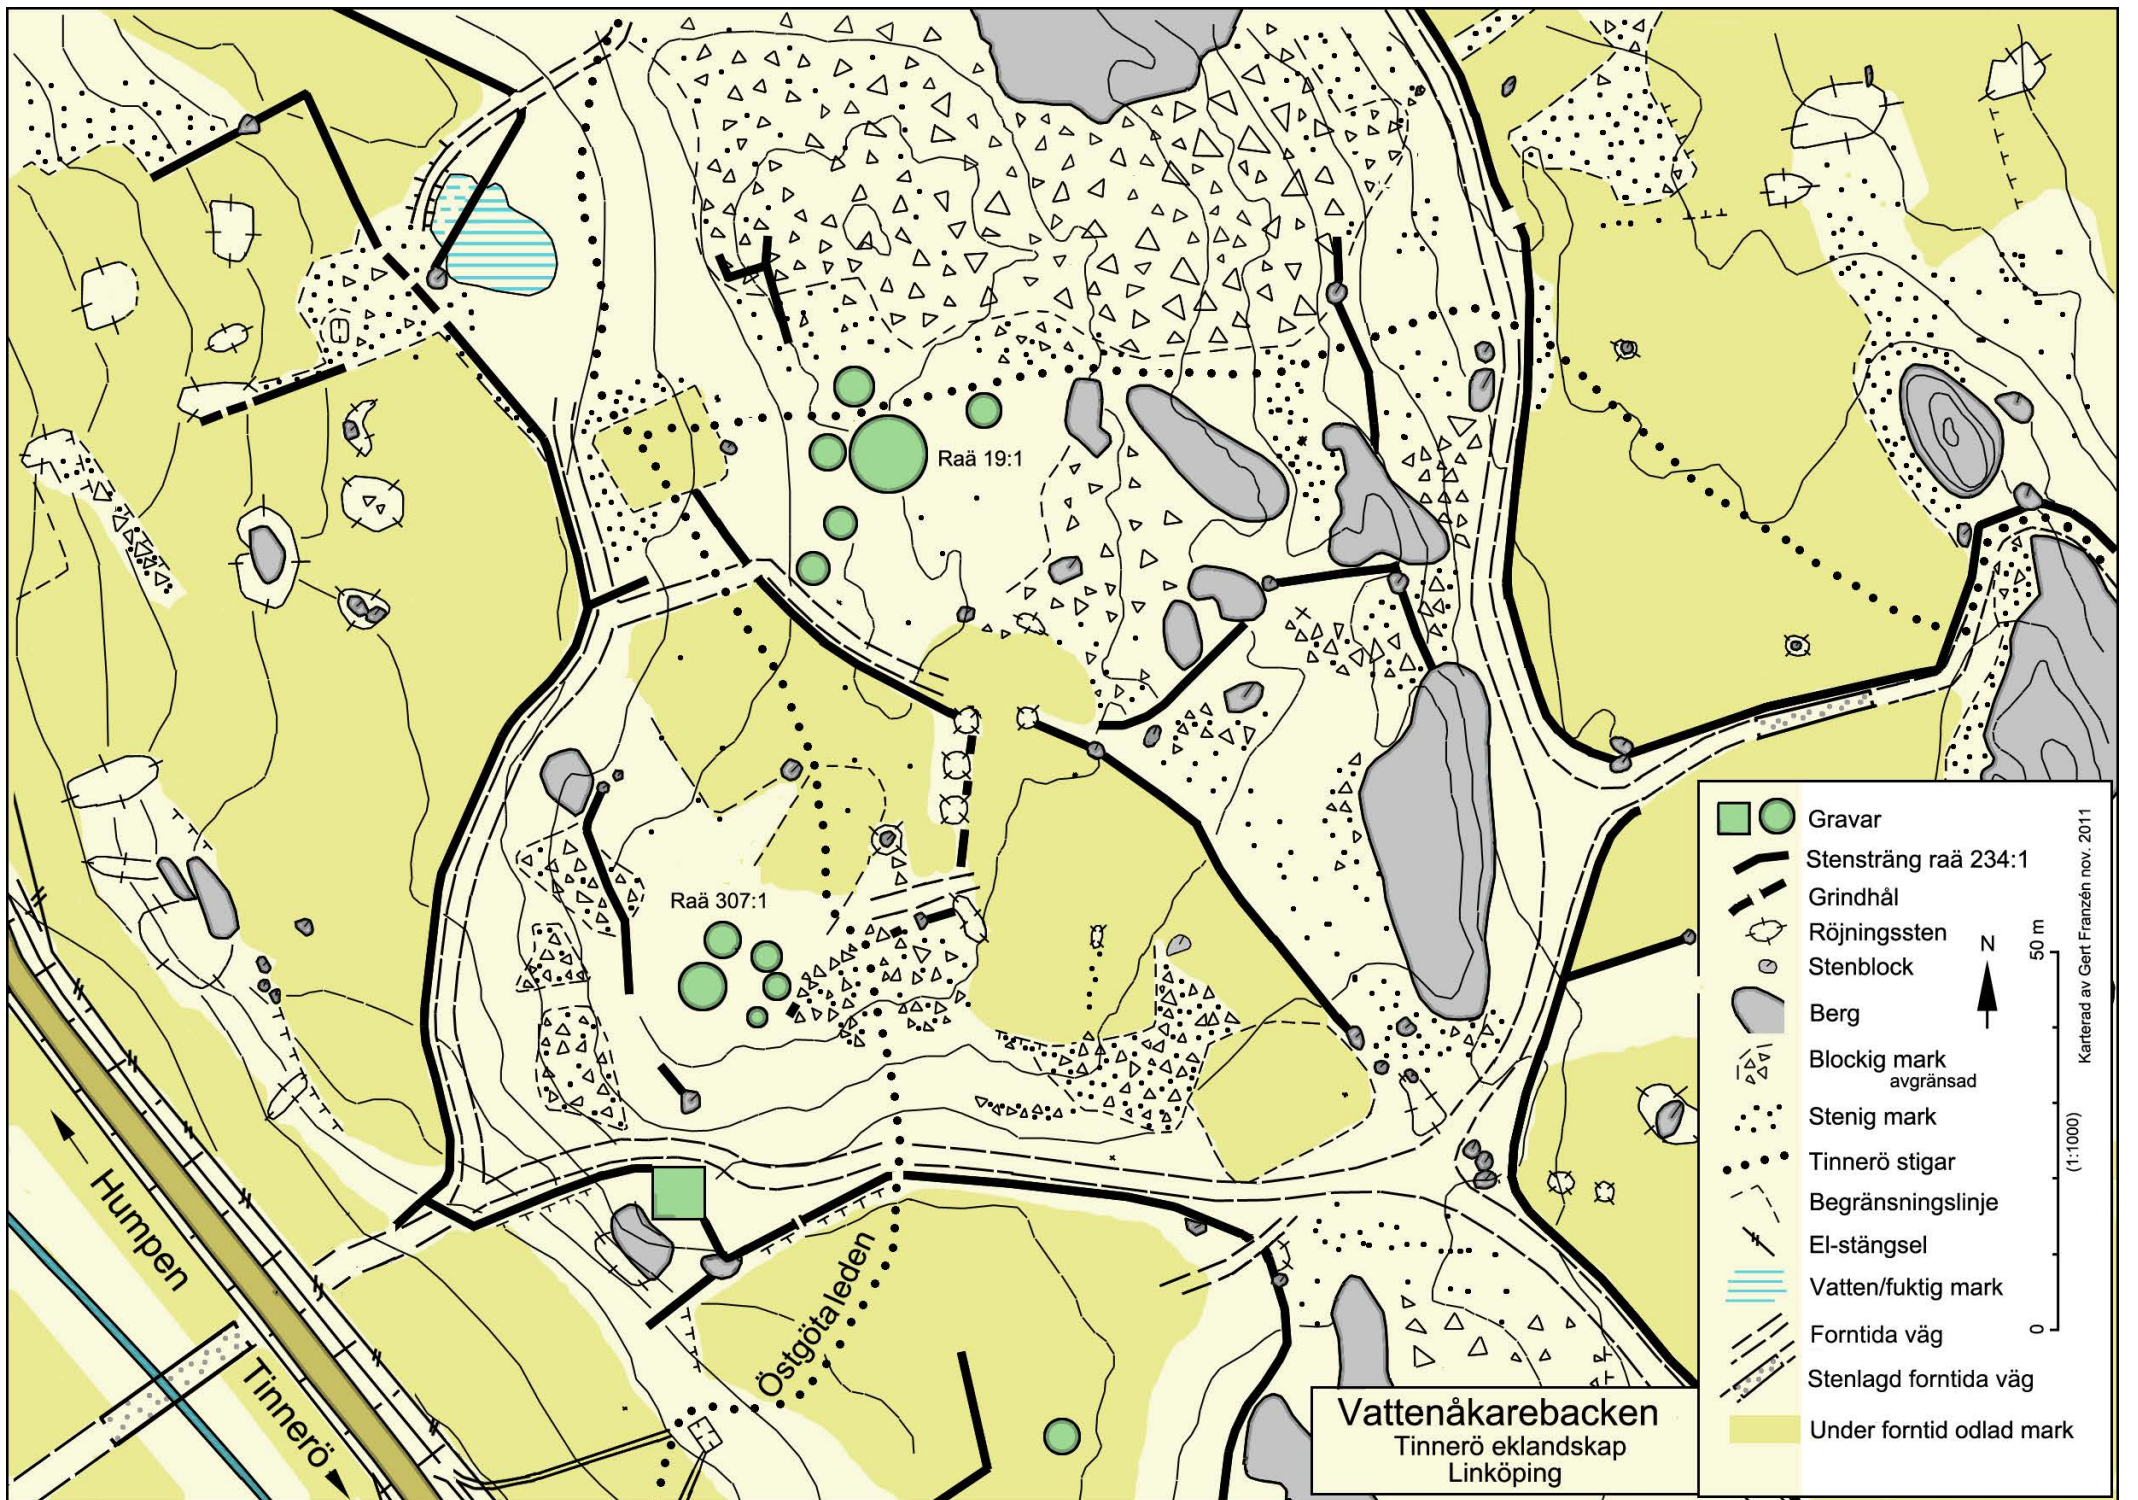 Raä 19:1
Raä 307:1
Humpen
Tinnerö
Östgötaleden
Gravar
Stensträng raä 234:1
Grindhål
Röjningssten
Stenblock
Berg
Blockig mark
avgränsad
Stenig mark
Tinnerö stigar
Begränsningslinje
El-stängsel
Vatten/fuktig mark
Forntida väg
Stenlagd forntida väg
Under forntid odlad mark
N
50 m
0
(1:1000)
Karterad av Gert Franzén nov. 2011
Vattenåkarebacken
Tinnerö eklandskap
Linköping